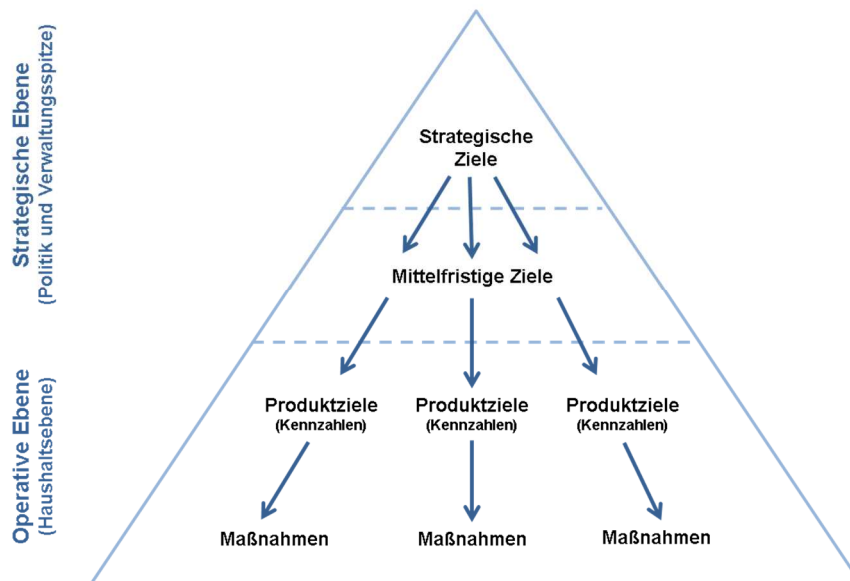 Strategische Ebene
(Politik und Verwaltungsspitze)
Strategische
Ziele
Mittelfristige Ziele
Operative Ebene
(Haushaltsebene)
Produktziele
(Kennzahlen)
Produktziele
(Kennzahlen)
Produktziele
(Kennzahlen)
Maßnahmen
Maßnahmen
Maßnahmen